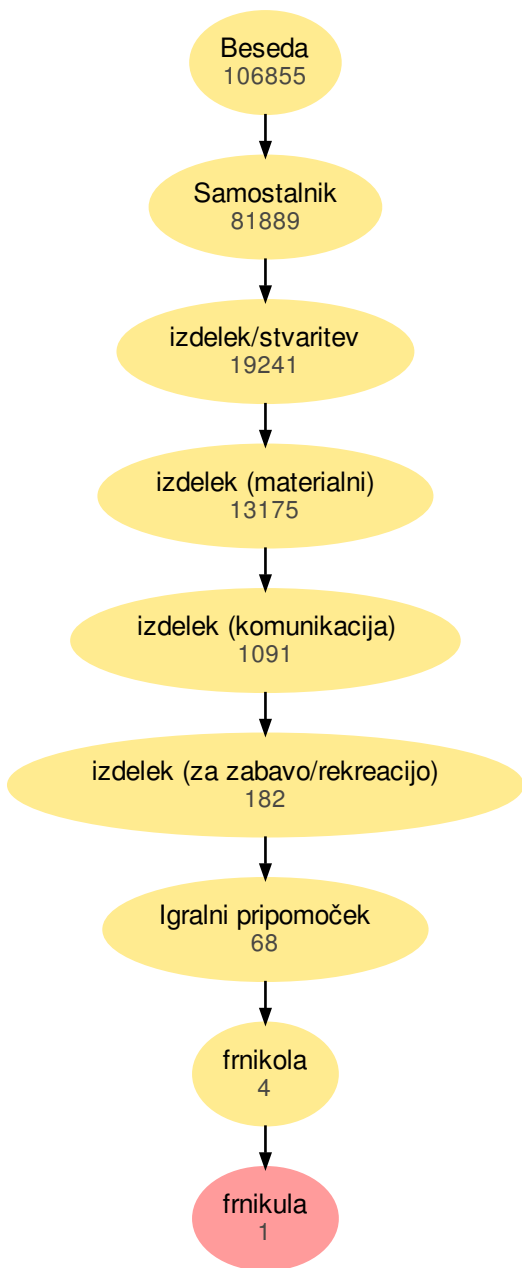 Beseda
106855
Samostalnik
81889
izdelek/stvaritev
19241
izdelek (materialni)
13175
izdelek (komunikacija)
1091
izdelek (za zabavo/rekreacijo)
182
Igralni pripomoček
68
frnikola
4
frnikula
1